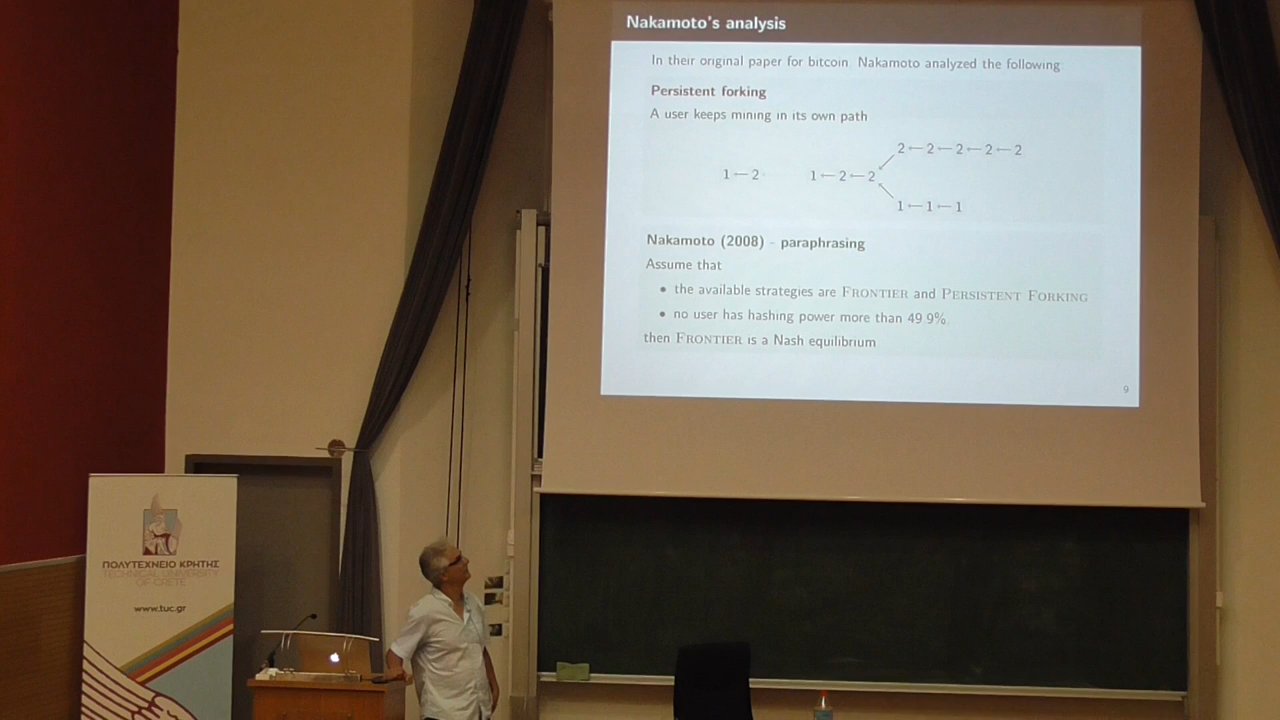 Nakamoto's analysis
In their original paper for bitcoin Nakamoto analyzed the following
Persistent forking
A user keeps mining in its own path
2 ← 2 ← 2 ← 2 ← 2
1 ← 2
1 ← 2 ← 2
1 ← 1 ← 1
Nakamoto (2008) - paraphrasing
Assume that
• the available strategies are FRONTIER and PERSISTENT FORKING
• no user has hashing power more than 49.9%
then FRONTIER is a Nash equilibrium
9
ΠΟΛΥΤΕΧΝΕΙΟ ΚΡΗΤΗΣ
TECHNICAL UNIVERSITY
OF CRETE
www.tuc.gr